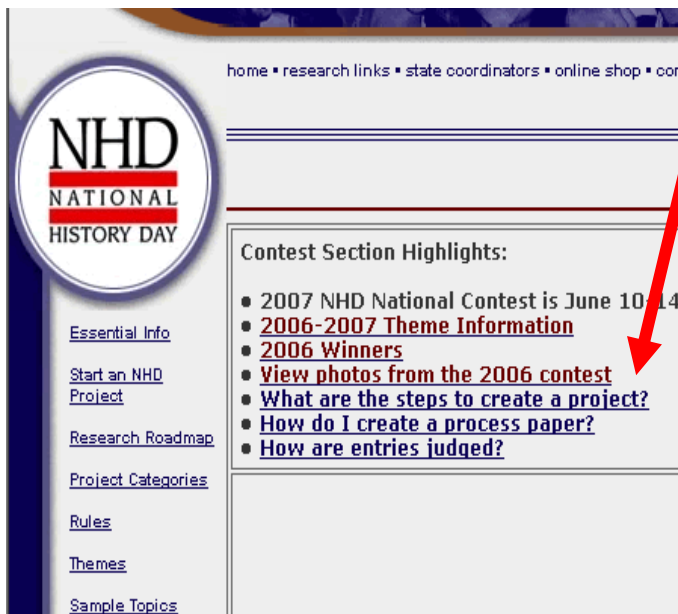 home ▪ research links ▪ state coordinators ▪ online shop ▪
NHD
NATIONAL
HISTORY DAY
Contest Section Highlights:
• 2007 NHD National Contest is June 10-14
• 2006-2007 Theme Information
• 2006 Winners
• View photos from the 2006 contest
• What are the steps to create a project?
• How do I create a process paper?
• How are entries judged?
Essential Info
Start an NHD
Project
Research Roadmap
Project Categories
Rules
Themes
Sample Topics